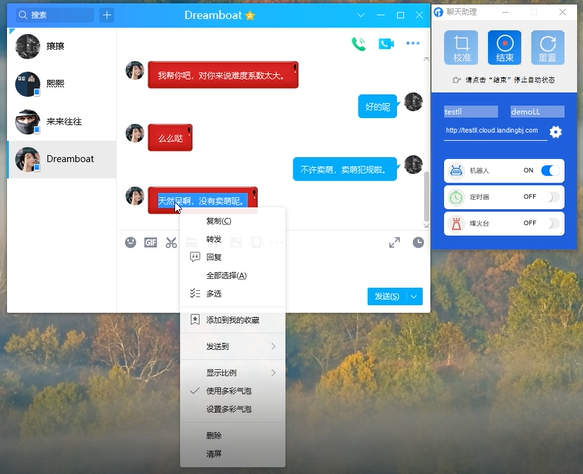 搜索
Dreamboat
獽獽
熙熙
来来往往
Dreamboat
我帮你吧，对你来说难度系数太大。
好的呢
么么哒
不许卖萌，卖萌犯规啦。
天然呆啊，没有卖萌呢。
GIF
发送(S)
复制(C)
转发
回复
全部选择(A)
多选
添加到我的收藏
发送到
显示比例
使用多彩气泡
设置多彩气泡
删除
清屏
聊天助理
校准
结束
重置
请点击"结束"停止自动状态
testll
demoLL
http://testll.cloud.landingbj.com
机器人
ON
定时器
OFF
烽火台
OFF